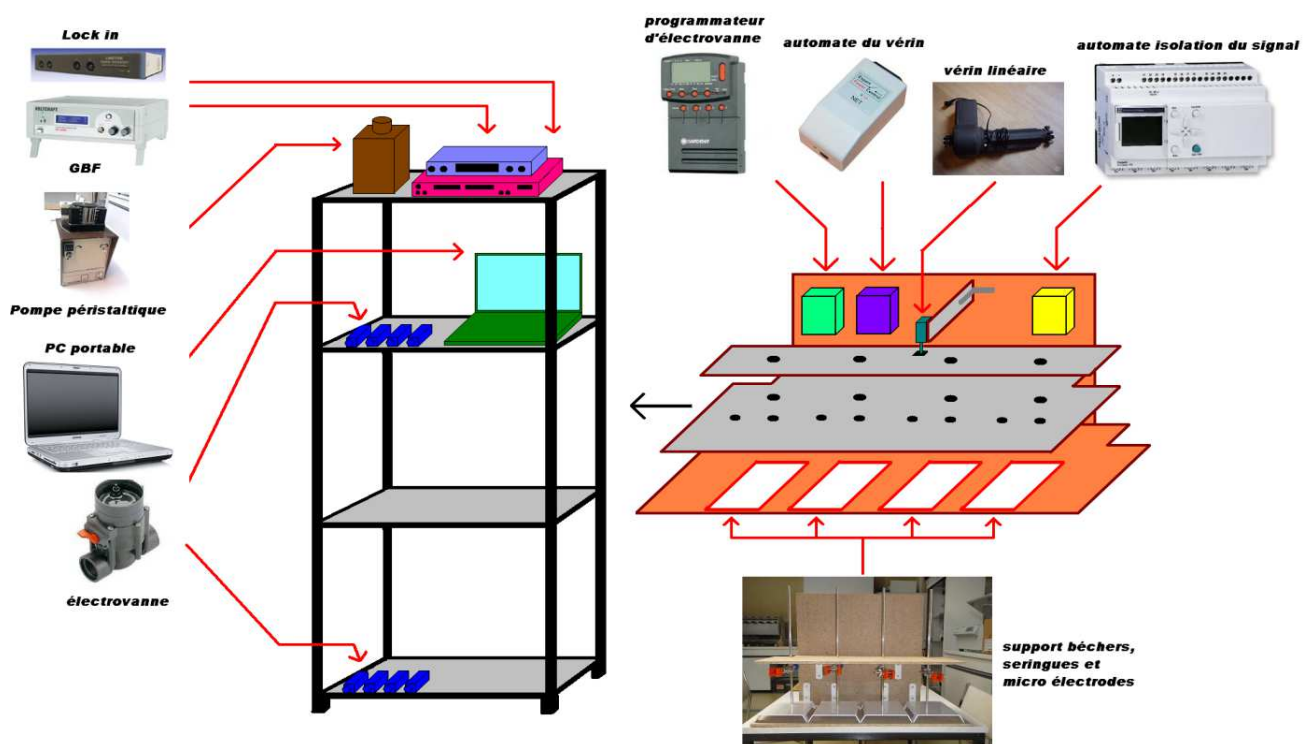 Lock in
GBF
Pompe péristaltique
PC portable
électrovanne
programmateur
d'électrovanne
automate du vérin
vérin linéaire
automate isolation du signal
NET
support béchers,
seringues et
micro électrodes